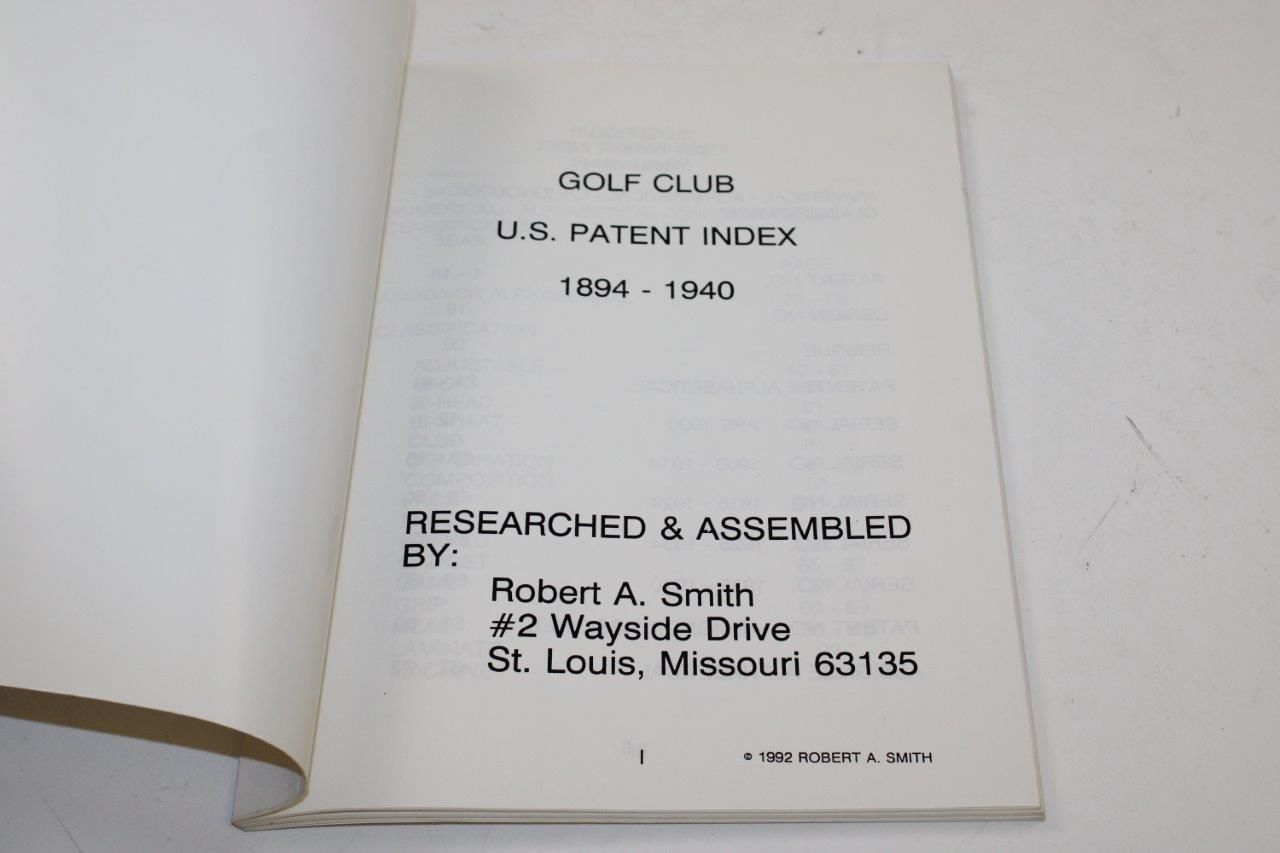 GOLF CLUB
U.S. PATENT INDEX
1894 - 1940
RESEARCHED & ASSEMBLED
BY:
Robert A. Smith
#2 Wayside Drive
St. Louis, Missouri 63135
I
© 1992 ROBERT A. SMITH